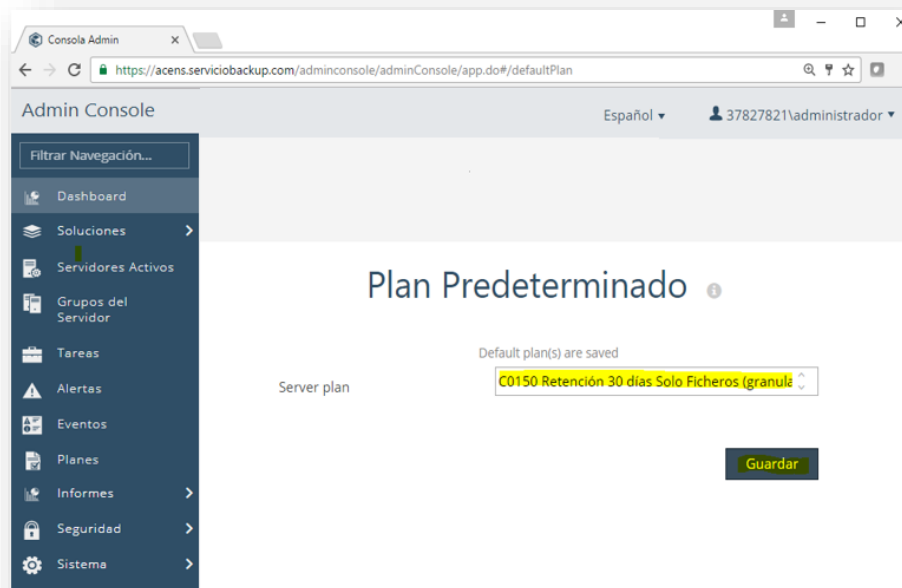 Consola Admin
https://acens.serviciobackup.com/adminconsole/adminConsole/app.do#/defaultPlan
Admin Console
Español
37827821\administrador
Filtrar Navegación...
Dashboard
Soluciones
Servidores Activos
Grupos del
Servidor
Tareas
Alertas
Eventos
Planes
Informes
Seguridad
Sistema
Plan Predeterminado
Default plan(s) are saved
Server plan
C0150 Retención 30 días Solo Ficheros (granula
Guardar